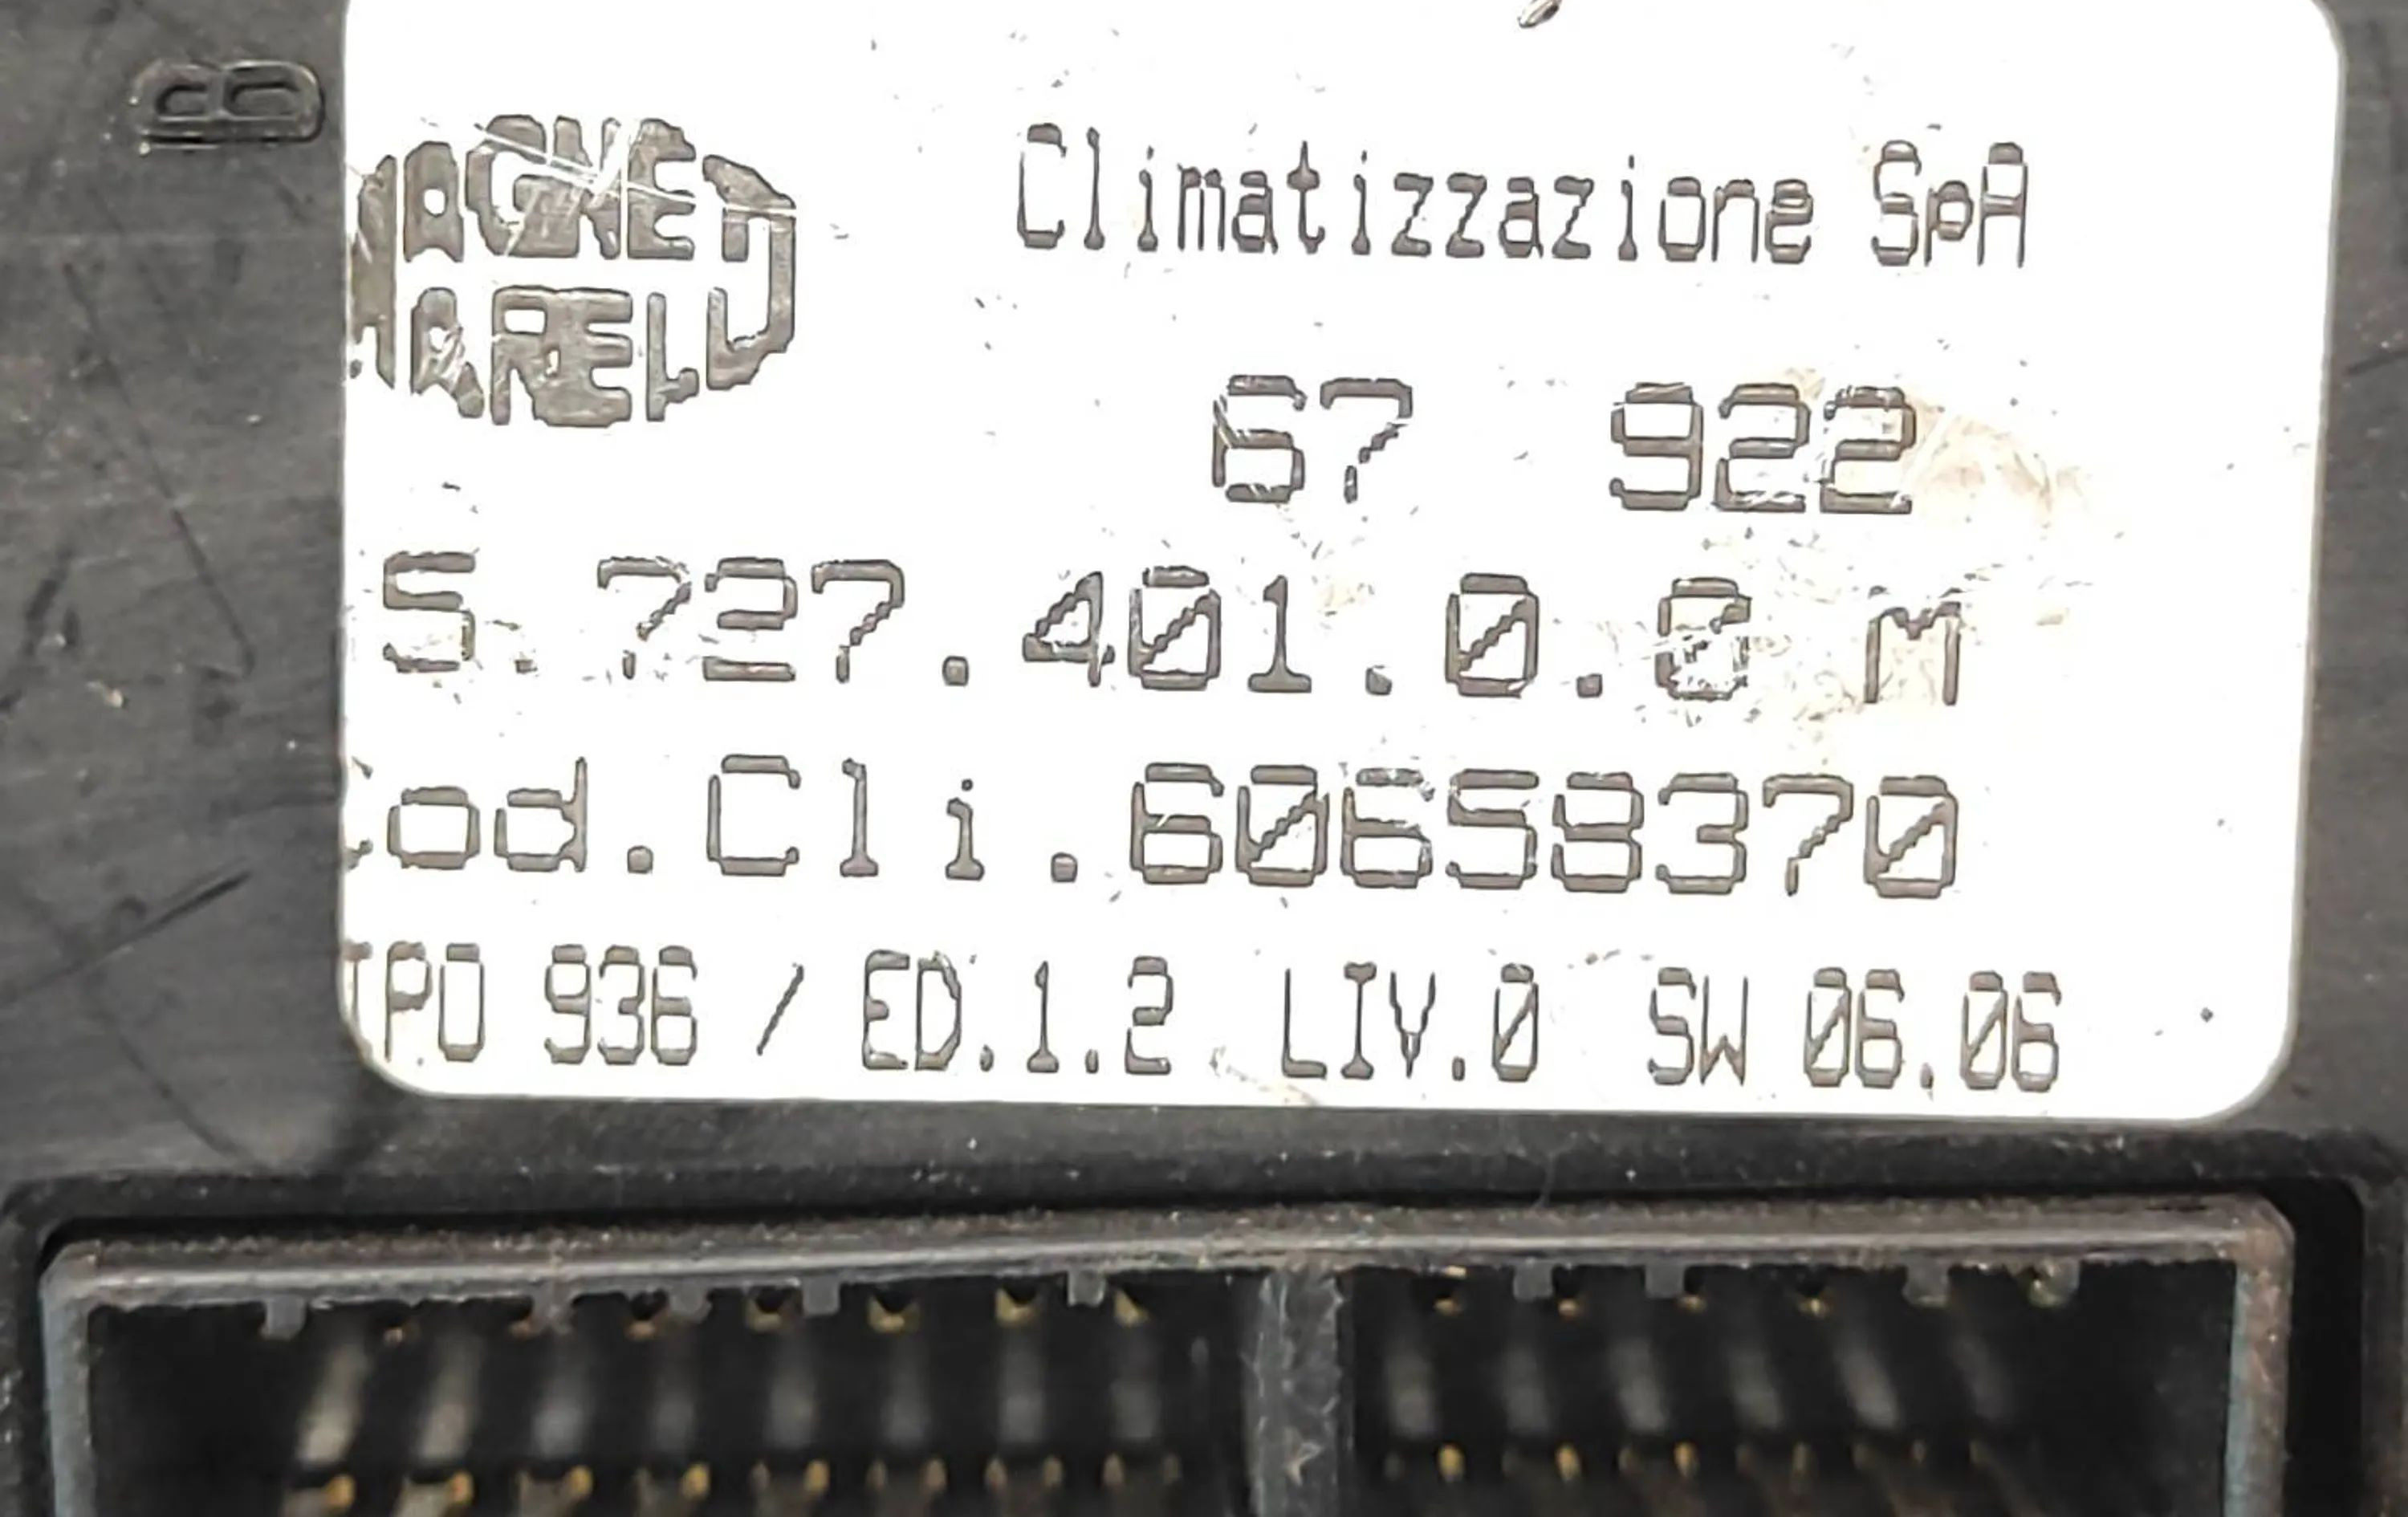 B
MAGNETI
MARELLI
Climatizzazione SpA
67 922
5.727.401.0.0 m
Cod.Cli.60658370
TPO 936 / ED.1.2 LIV.0 SW 06.06